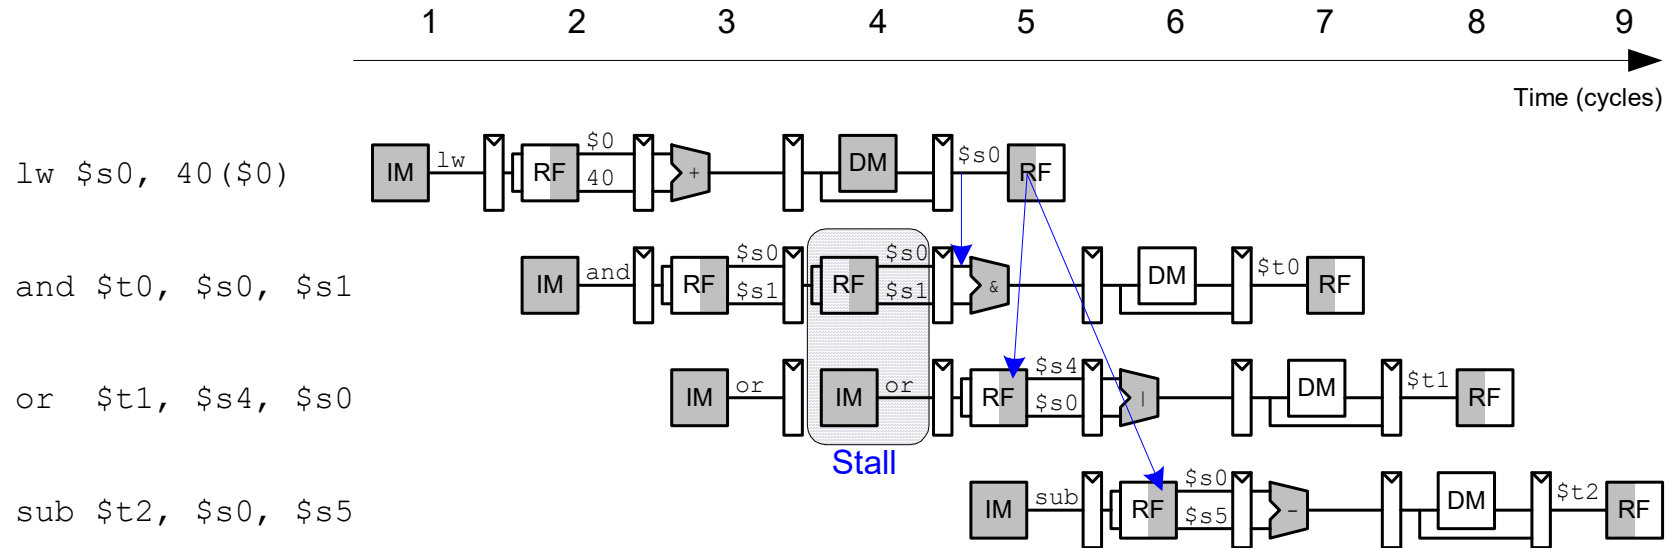 1 2 3 4 5 6 7 8 9
Time (cycles)
lw $s0, 40($0) IM lw RF $0 40 + DM $s0 RF
and $t0, $s0, $s1 IM and RF $s0 $s1 RF $s0 $s1 & DM $t0 RF
or $t1, $s4, $s0 IM or IM or RF $s4 $s0 | DM $t1 RF
Stall
sub $t2, $s0, $s5 IM sub RF $s0 $s5 - DM $t2 RF